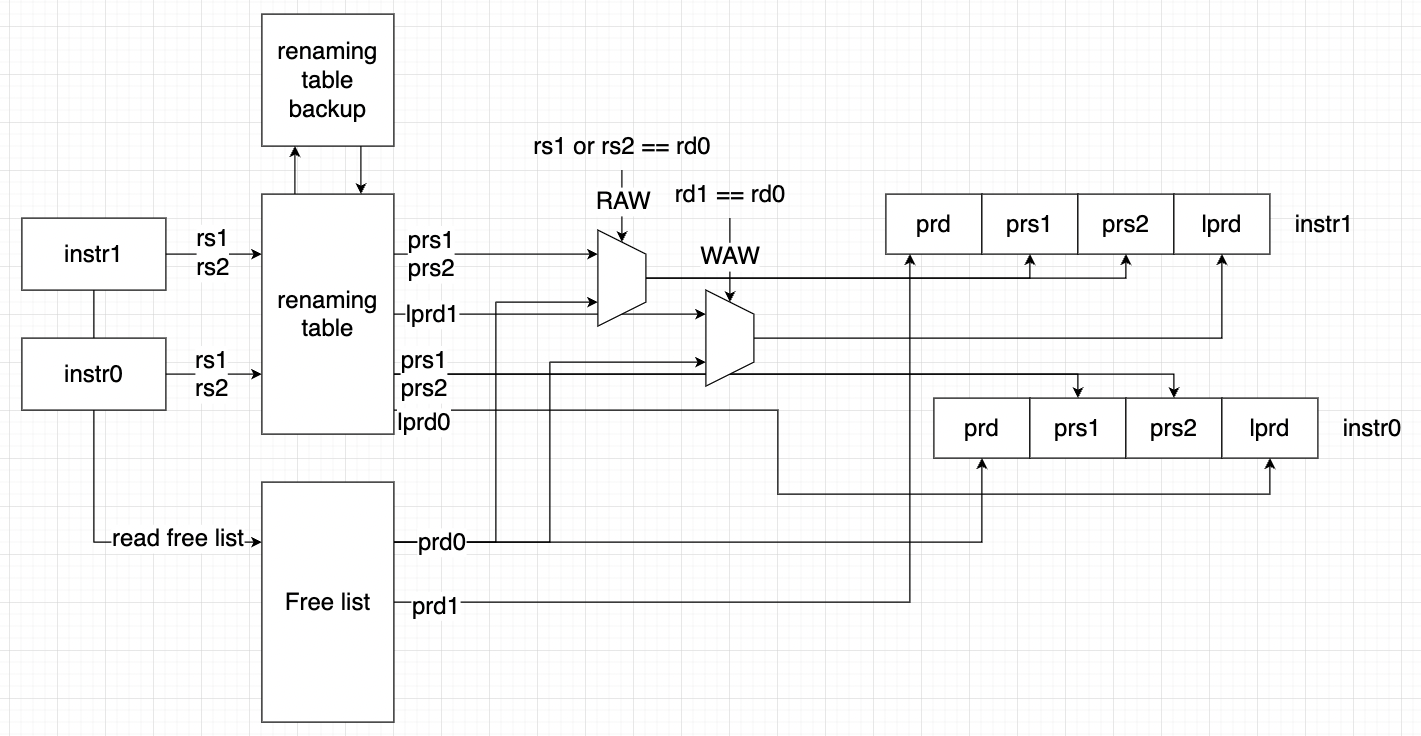 renaming
table
backup
rs1 or rs2 == rd0
RAW
rd1 == rd0
WAW
instr1
rs1
rs2
renaming
table
prs1
prs2
lprd1
prd
prs1
prs2
lprd
instr1
instr0
rs1
rs2
prs1
prs2
lprd0
prd
prs1
prs2
lprd
instr0
read free list
Free list
prd0
prd1